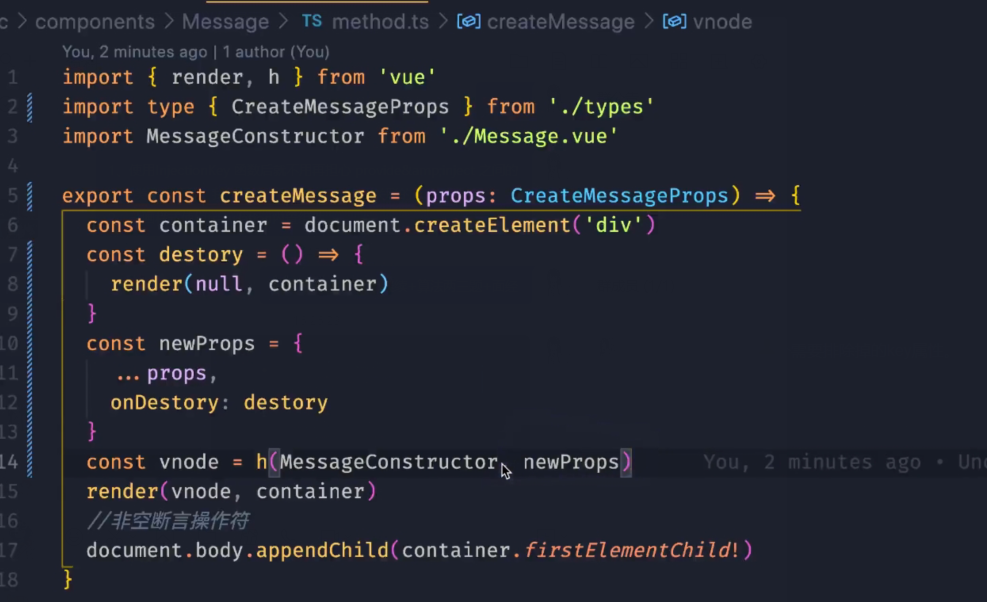 c > components > Message > TS method.ts > createMessage > vnode
You, 2 minutes ago | 1 author (You)
1 import { render, h } from 'vue'
2 import type { CreateMessageProps } from './types'
3 import MessageConstructor from './Message.vue'
4
5 export const createMessage = (props: CreateMessageProps) => {
6 const container = document.createElement('div')
7 const destory = () => {
8 render(null, container)
9 }
10 const newProps = {
11 ...props,
12 onDestory: destory
13 }
14 const vnode = h(MessageConstructor, newProps) You, 2 minutes ago • Unc
15 render(vnode, container)
16 //非空断言操作符
17 document.body.appendChild(container.firstElementChild!)
18 }